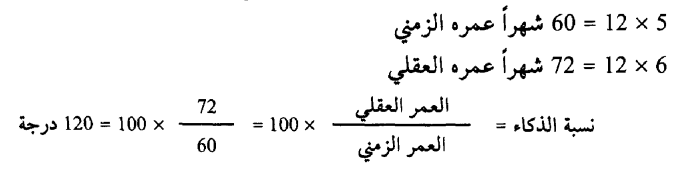 5 × 12 = 60 شهراً عمره الزمني
6 × 12 = 72 شهراً عمره العقلي
نسبة الذكاء = العمر العقلي / العمر الزمني × 100 = 72 / 60 × 100 = 120 درجة